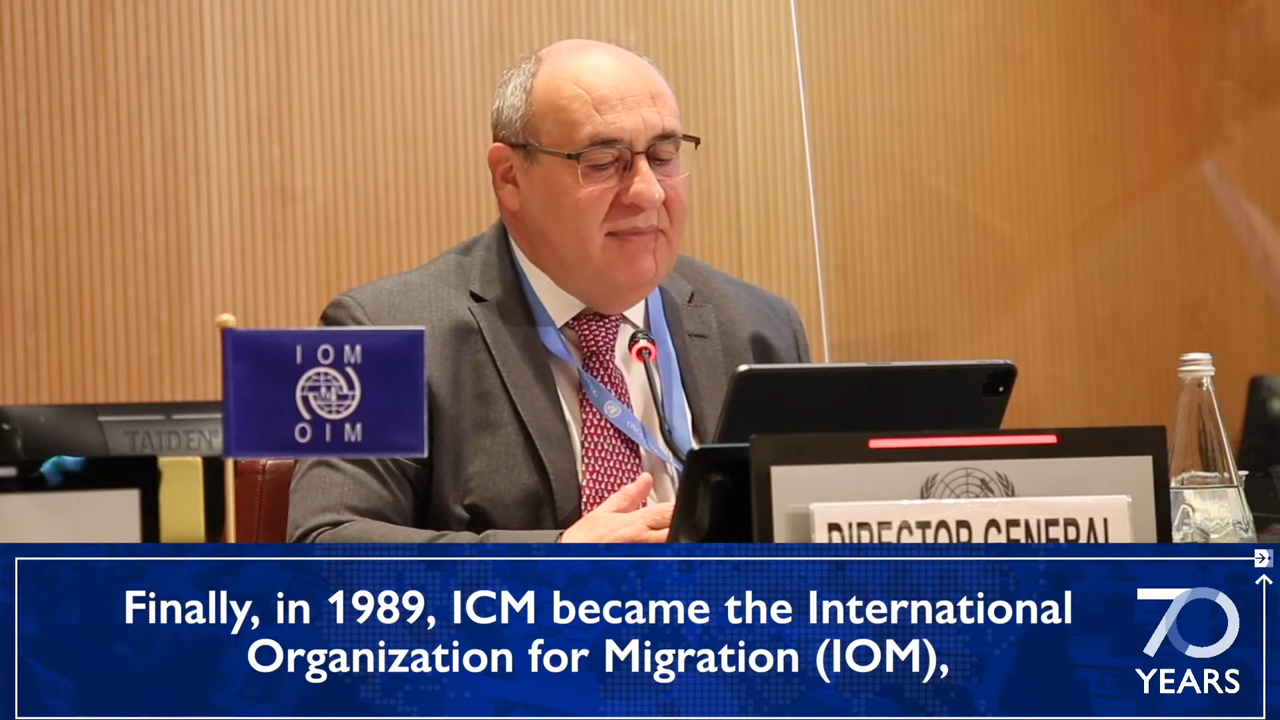 IOM
OIM
TAIDEN
DIRECTOR GENERAL
Finally, in 1989, ICM became the International
Organization for Migration (IOM),
70
YEARS